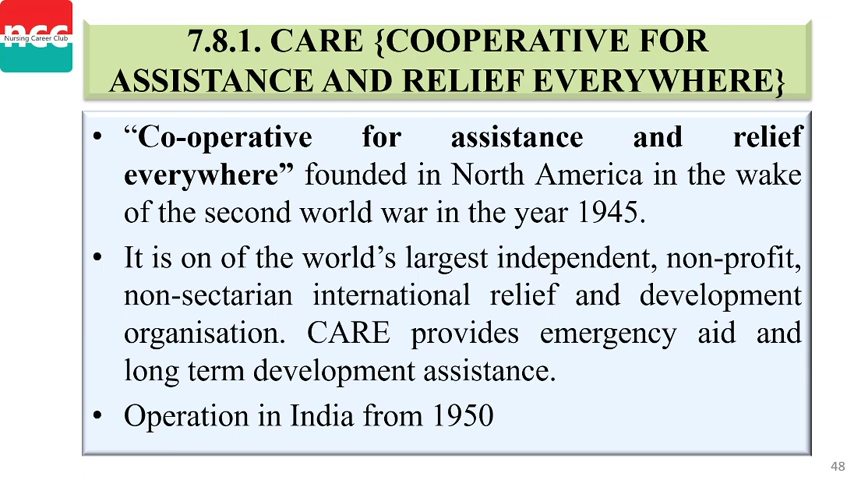 ncc
Nursing Career Club
7.8.1. CARE {COOPERATIVE FOR
ASSISTANCE AND RELIEF EVERYWHERE}
• “Co-operative for assistance and relief
everywhere” founded in North America in the wake
of the second world war in the year 1945.
• It is on of the world’s largest independent, non-profit,
non-sectarian international relief and development
organisation. CARE provides emergency aid and
long term development assistance.
• Operation in India from 1950
48